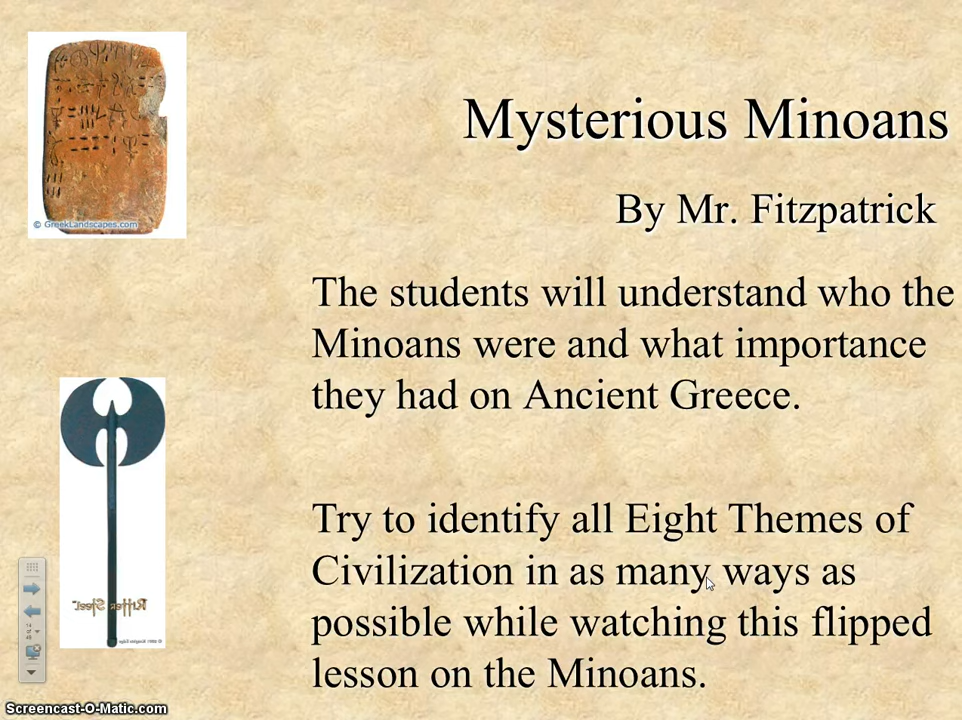 © GreekLandscapes.com
Mysterious Minoans
By Mr. Fitzpatrick
The students will understand who the
Minoans were and what importance
they had on Ancient Greece.
Try to identify all Eight Themes of
Civilization in as many ways as
possible while watching this flipped
lesson on the Minoans.
Ritter Steel
Screencast-O-Matic.com